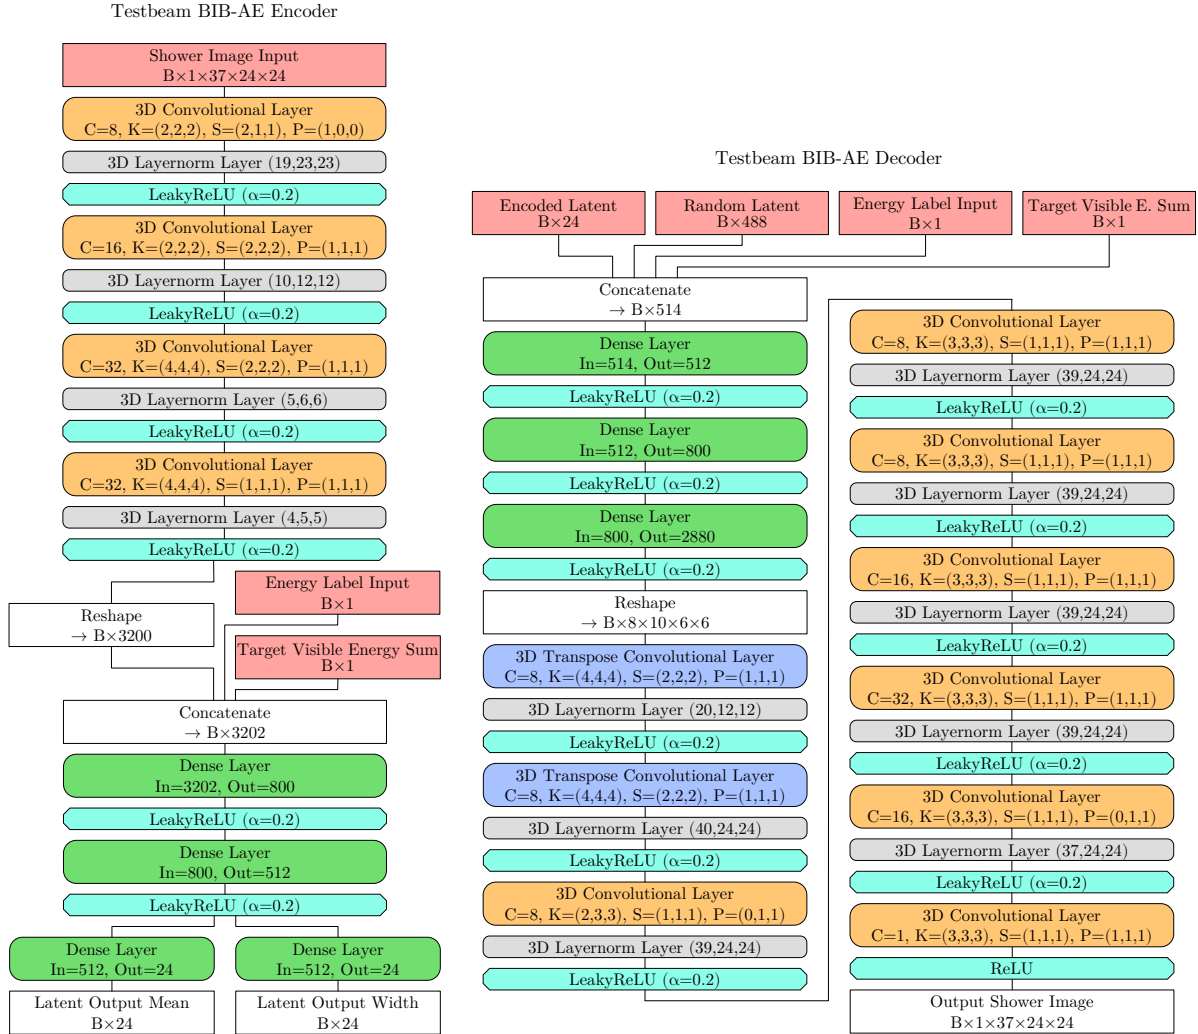 Testbeam BIB-AE Encoder
Shower Image Input
B×1×37×24×24
3D Convolutional Layer
C=8, K=(2,2,2), S=(2,1,1), P=(1,0,0)
3D Layernorm Layer (19,23,23)
LeakyReLU (α=0.2)
3D Convolutional Layer
C=16, K=(2,2,2), S=(2,2,2), P=(1,1,1)
3D Layernorm Layer (10,12,12)
LeakyReLU (α=0.2)
3D Convolutional Layer
C=32, K=(4,4,4), S=(2,2,2), P=(1,1,1)
3D Layernorm Layer (5,6,6)
LeakyReLU (α=0.2)
3D Convolutional Layer
C=32, K=(4,4,4), S=(1,1,1), P=(1,1,1)
3D Layernorm Layer (4,5,5)
LeakyReLU (α=0.2)
Reshape
→ B×3200
Energy Label Input
B×1
Target Visible Energy Sum
B×1
Concatenate
→ B×3202
Dense Layer
In=3202, Out=800
LeakyReLU (α=0.2)
Dense Layer
In=800, Out=512
LeakyReLU (α=0.2)
Dense Layer
In=512, Out=24
Latent Output Mean
B×24
Dense Layer
In=512, Out=24
Latent Output Width
B×24
Testbeam BIB-AE Decoder
Encoded Latent
B×24
Random Latent
B×488
Energy Label Input
B×1
Target Visible E. Sum
B×1
Concatenate
→ B×514
Dense Layer
In=514, Out=512
LeakyReLU (α=0.2)
Dense Layer
In=512, Out=800
LeakyReLU (α=0.2)
Dense Layer
In=800, Out=2880
LeakyReLU (α=0.2)
Reshape
→ B×8×10×6×6
3D Transpose Convolutional Layer
C=8, K=(4,4,4), S=(2,2,2), P=(1,1,1)
3D Layernorm Layer (20,12,12)
LeakyReLU (α=0.2)
3D Transpose Convolutional Layer
C=8, K=(4,4,4), S=(2,2,2), P=(1,1,1)
3D Layernorm Layer (40,24,24)
LeakyReLU (α=0.2)
3D Convolutional Layer
C=8, K=(2,3,3), S=(1,1,1), P=(0,1,1)
3D Layernorm Layer (39,24,24)
LeakyReLU (α=0.2)
3D Convolutional Layer
C=8, K=(3,3,3), S=(1,1,1), P=(1,1,1)
3D Layernorm Layer (39,24,24)
LeakyReLU (α=0.2)
3D Convolutional Layer
C=8, K=(3,3,3), S=(1,1,1), P=(1,1,1)
3D Layernorm Layer (39,24,24)
LeakyReLU (α=0.2)
3D Convolutional Layer
C=16, K=(3,3,3), S=(1,1,1), P=(1,1,1)
3D Layernorm Layer (39,24,24)
LeakyReLU (α=0.2)
3D Convolutional Layer
C=32, K=(3,3,3), S=(1,1,1), P=(1,1,1)
3D Layernorm Layer (39,24,24)
LeakyReLU (α=0.2)
3D Convolutional Layer
C=16, K=(3,3,3), S=(1,1,1), P=(0,1,1)
3D Layernorm Layer (37,24,24)
LeakyReLU (α=0.2)
3D Convolutional Layer
C=1, K=(3,3,3), S=(1,1,1), P=(1,1,1)
ReLU
Output Shower Image
B×1×37×24×24